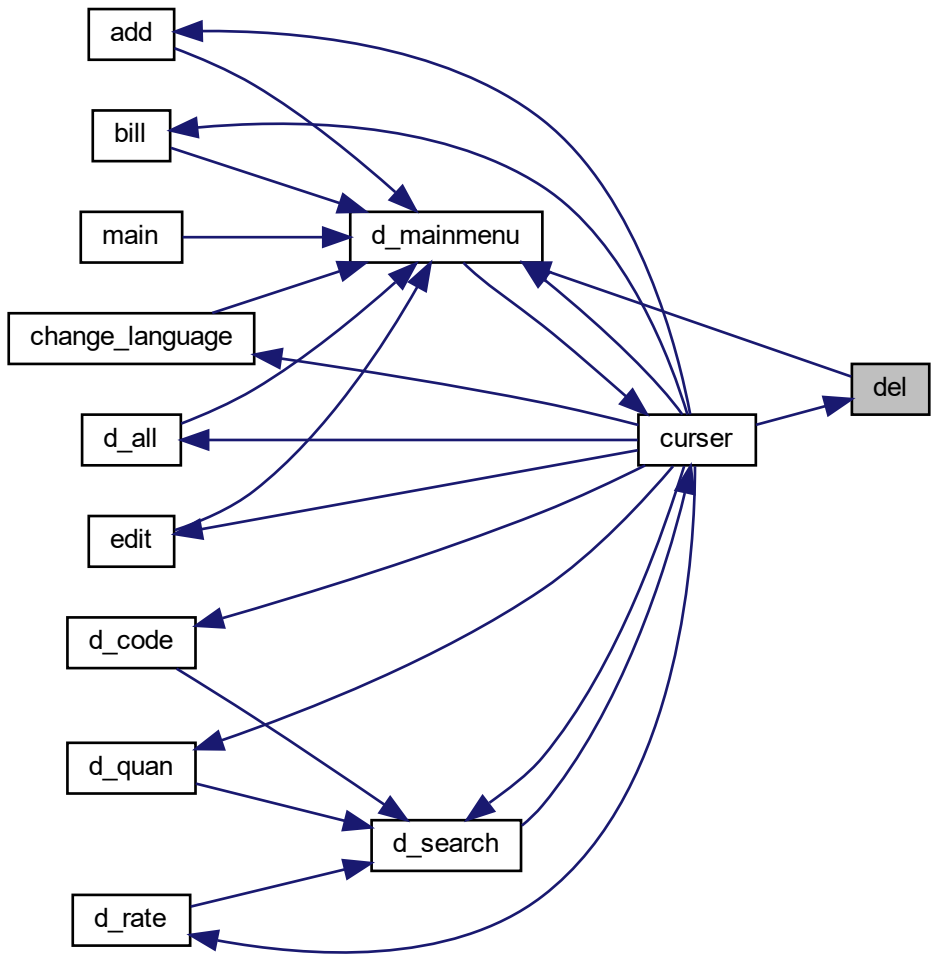 add
bill
main
d_mainmenu
change_language
del
d_all
curser
edit
d_code
d_quan
d_search
d_rate